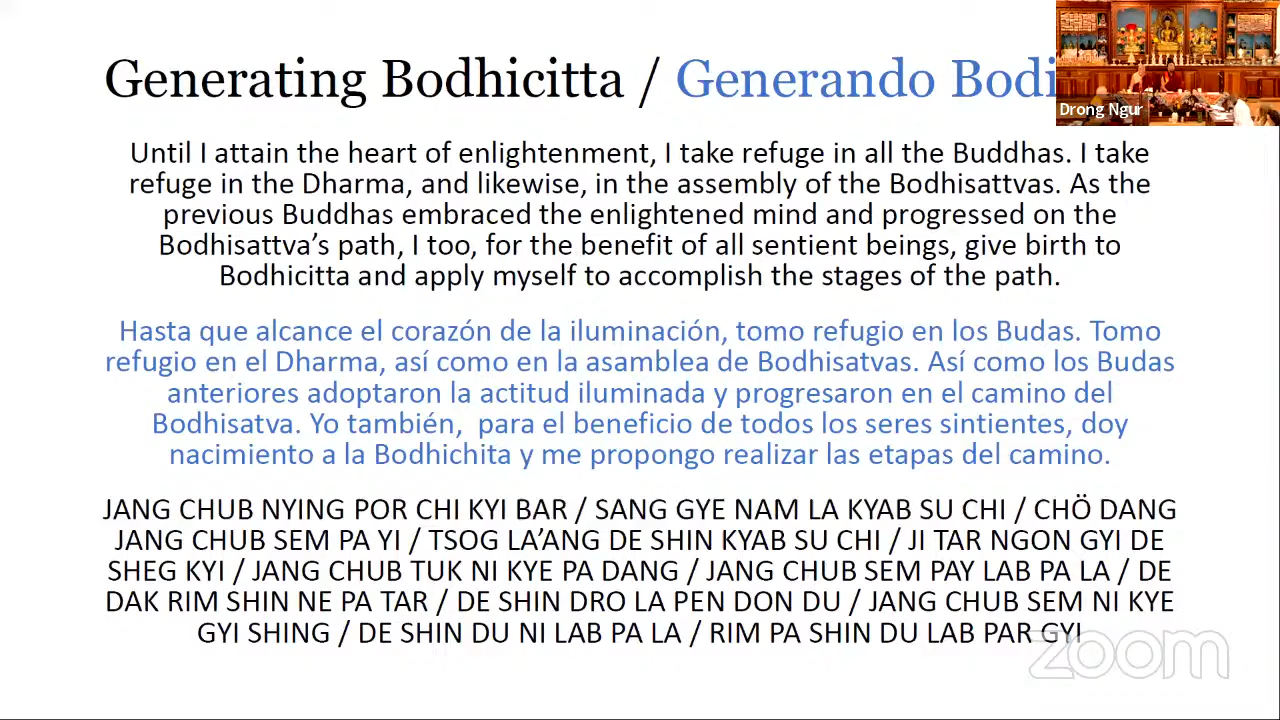 Generating Bodhicitta / Generando Bodi
Drong Ngur
Until I attain the heart of enlightenment, I take refuge in all the Buddhas. I take
refuge in the Dharma, and likewise, in the assembly of the Bodhisattvas. As the
previous Buddhas embraced the enlightened mind and progressed on the
Bodhisattva’s path, I too, for the benefit of all sentient beings, give birth to
Bodhicitta and apply myself to accomplish the stages of the path.
Hasta que alcance el corazón de la iluminación, tomo refugio en los Budas. Tomo
refugio en el Dharma, así como en la asamblea de Bodhisatvas. Así como los Budas
anteriores adoptaron la actitud iluminada y progresaron en el camino del
Bodhisatva. Yo también,  para el beneficio de todos los seres sintientes, doy
nacimiento a la Bodhichita y me propongo realizar las etapas del camino.
JANG CHUB NYING POR CHI KYI BAR / SANG GYE NAM LA KYAB SU CHI / CHÖ DANG
JANG CHUB SEM PA YI / TSOG LA’ANG DE SHIN KYAB SU CHI / JI TAR NGON GYI DE
SHEG KYI / JANG CHUB TUK NI KYE PA DANG / JANG CHUB SEM PAY LAB PA LA / DE
DAK RIM SHIN NE PA TAR / DE SHIN DRO LA PEN DON DU / JANG CHUB SEM NI KYE
GYI SHING / DE SHIN DU NI LAB PA LA / RIM PA SHIN DU LAB PAR GYI
zoom